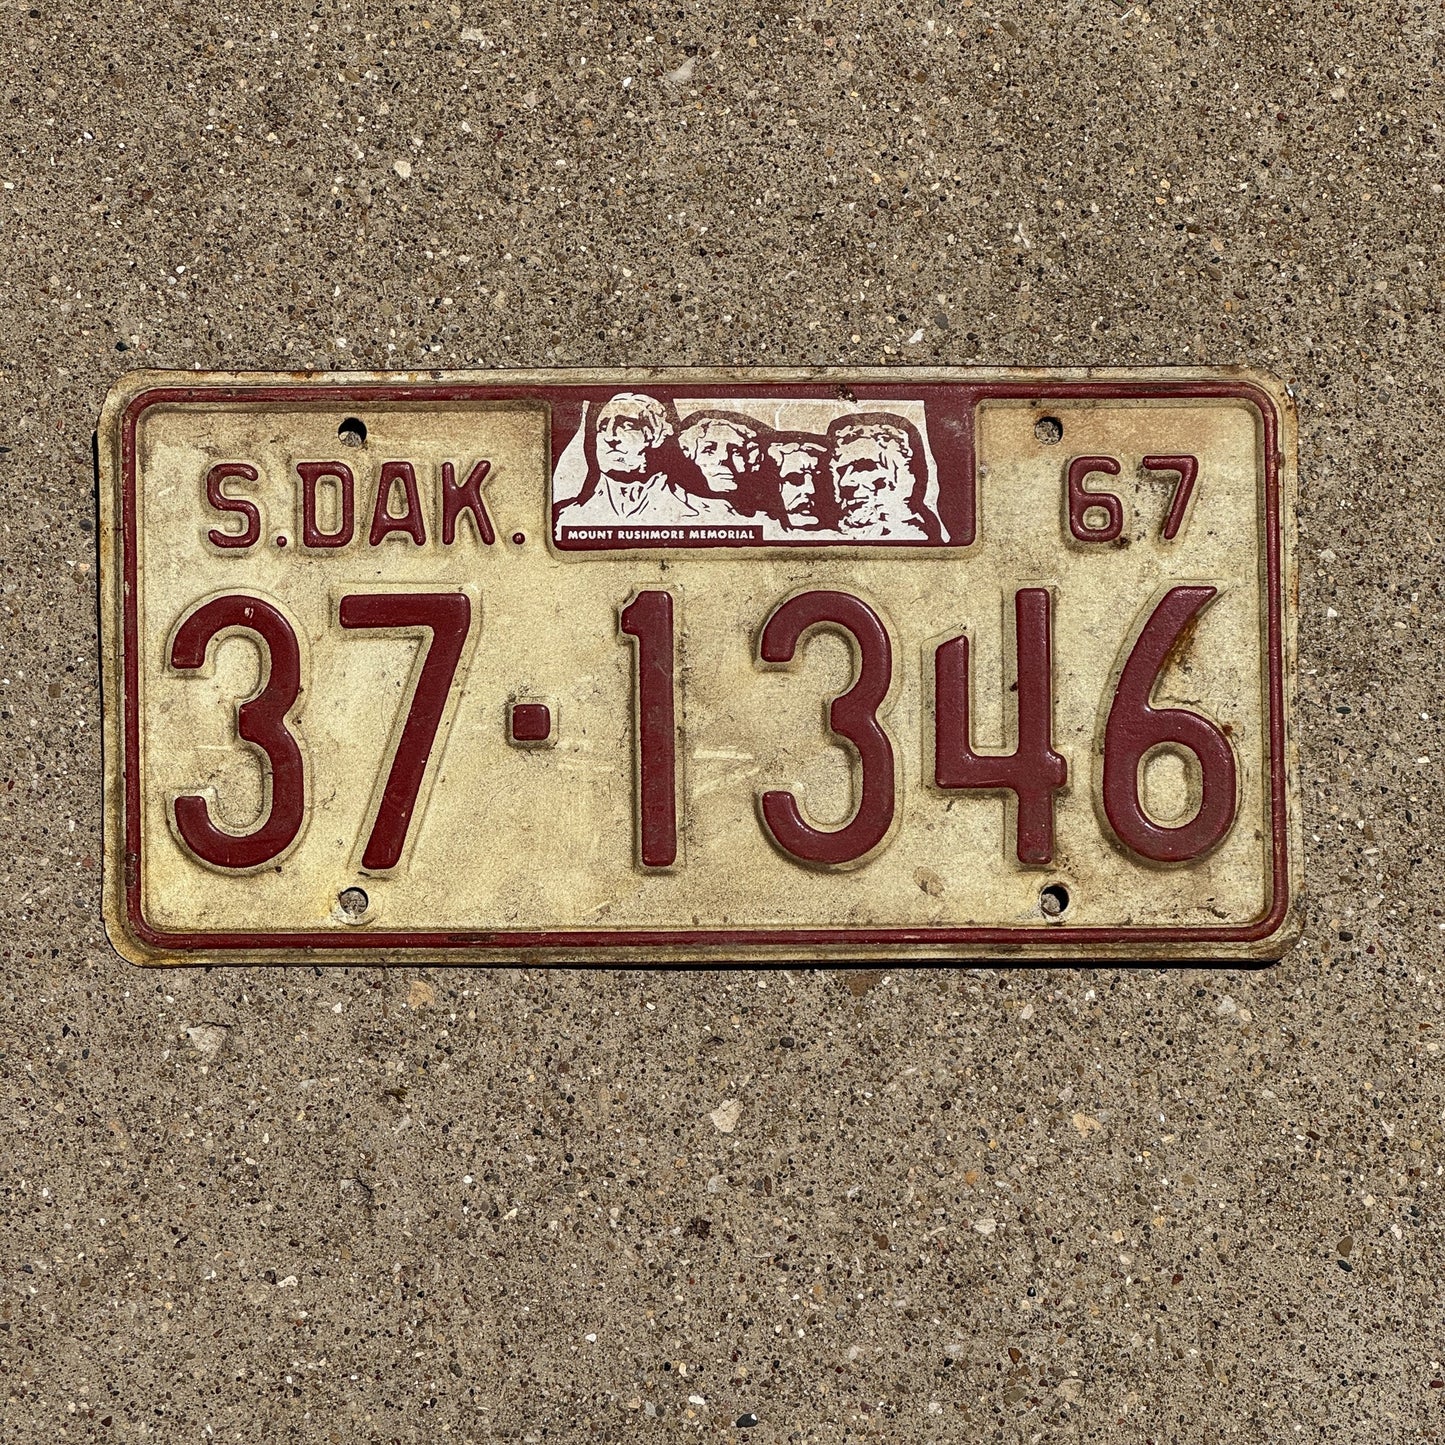 S.DAK. 67
MOUNT RUSHMORE MEMORIAL
37·1346